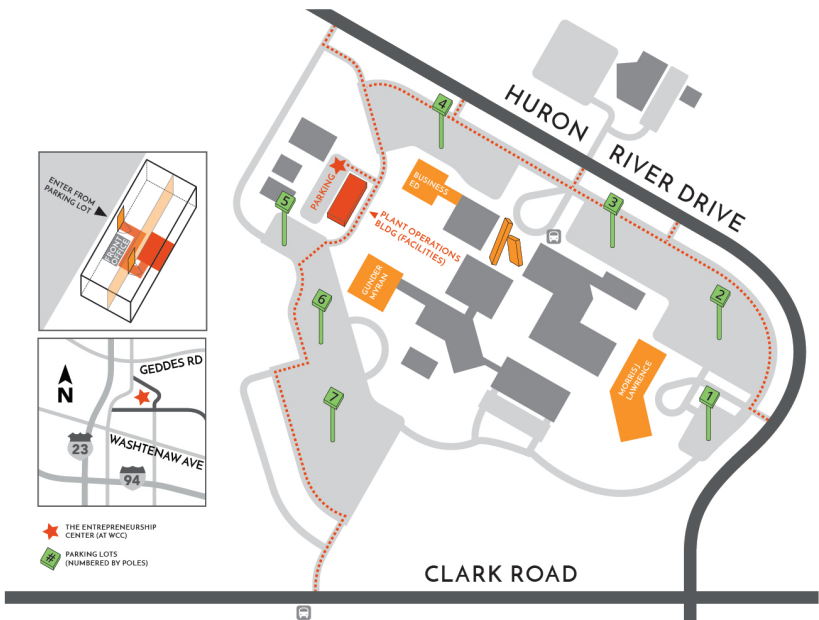 HURON
RIVER DRIVE
4
BUSINESS
ED
3
PARKING
5
PLANT OPERATIONS
BLDG (FACILITIES)
ENTER FROM
PARKING LOT
FRONT
OFFICE
GUNDER
MYRAN
6
2
7
MORRIS J.
LAWRENCE
1
GEDDES RD
N
23
WASHTENAW AVE
94
THE ENTREPRENEURSHIP
CENTER (AT WCC)
#
PARKING LOTS
(NUMBERED BY POLES)
CLARK ROAD